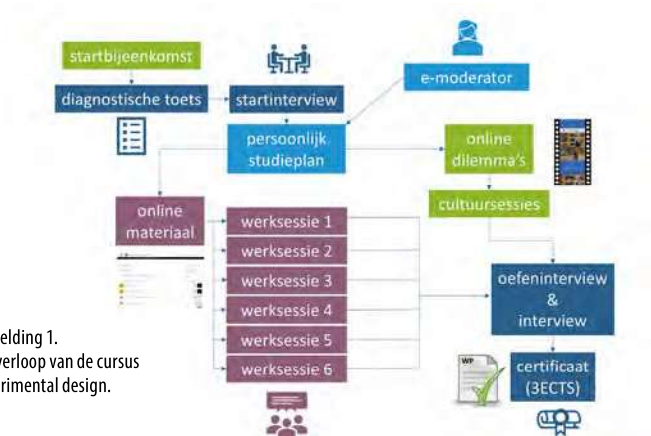 startbijeenkomst
diagnostische toets
startinterview
e-moderator
persoonlijk
studieplan
online
dilemma's
cultuursessies
online
materiaal
werksessie 1
werksessie 2
werksessie 3
werksessie 4
werksessie 5
werksessie 6
oefeninterview
&
interview
WP
certificaat
(3ECTS)
elding 1.
verloop van de cursus
rimental design.